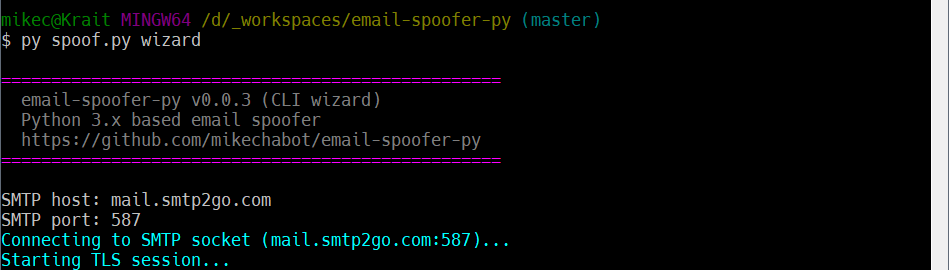 mikec@Krait MINGW64 /d/_workspaces/email-spoofer-py (master)
$ py spoof.py wizard
==================================================
email-spoofer-py v0.0.3 (CLI wizard)
Python 3.x based email spoofer
https://github.com/mikechabot/email-spoofer-py
==================================================
SMTP host: mail.smtp2go.com
SMTP port: 587
Connecting to SMTP socket (mail.smtp2go.com:587)...
Starting TLS session...